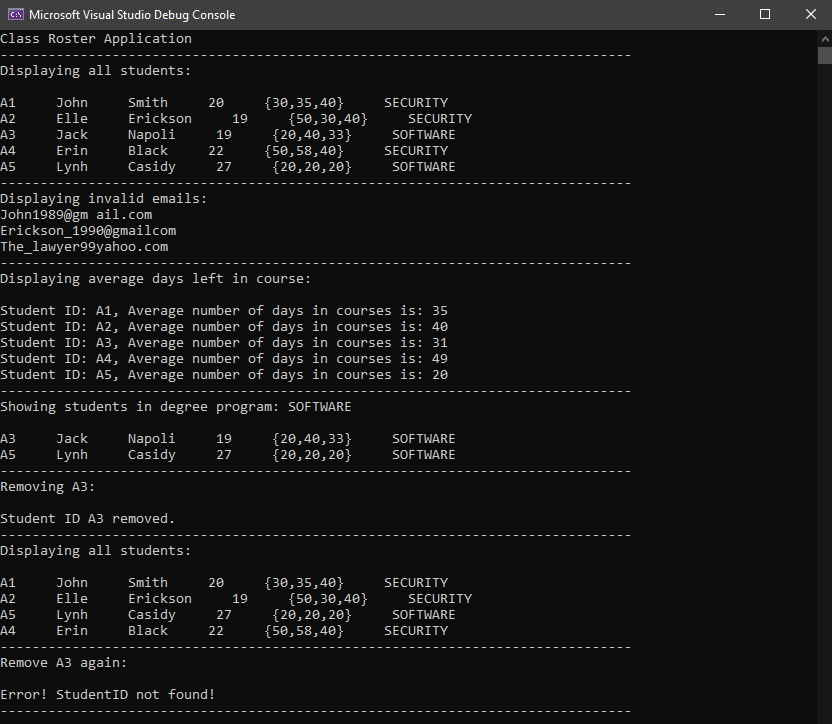 Microsoft Visual Studio Debug Console
Class Roster Application
-------------------------------------------------------------------------------
Displaying all students:
A1     John     Smith     20     {30,35,40}     SECURITY
A2     Elle     Erickson     19     {50,30,40}     SECURITY
A3     Jack     Napoli     19     {20,40,33}     SOFTWARE
A4     Erin     Black     22     {50,58,40}     SECURITY
A5     Lynh     Casidy     27     {20,20,20}     SOFTWARE
-------------------------------------------------------------------------------
Displaying invalid emails:
John1989@gm ail.com
Erickson_1990@gmailcom
The_lawyer99yahoo.com
-------------------------------------------------------------------------------
Displaying average days left in course:
Student ID: A1, Average number of days in courses is: 35
Student ID: A2, Average number of days in courses is: 40
Student ID: A3, Average number of days in courses is: 31
Student ID: A4, Average number of days in courses is: 49
Student ID: A5, Average number of days in courses is: 20
-------------------------------------------------------------------------------
Showing students in degree program: SOFTWARE
A3     Jack     Napoli     19     {20,40,33}     SOFTWARE
A5     Lynh     Casidy     27     {20,20,20}     SOFTWARE
-------------------------------------------------------------------------------
Removing A3:
Student ID A3 removed.
-------------------------------------------------------------------------------
Displaying all students:
A1     John     Smith     20     {30,35,40}     SECURITY
A2     Elle     Erickson     19     {50,30,40}     SECURITY
A5     Lynh     Casidy     27     {20,20,20}     SOFTWARE
A4     Erin     Black     22     {50,58,40}     SECURITY
-------------------------------------------------------------------------------
Remove A3 again:
Error! StudentID not found!
-------------------------------------------------------------------------------